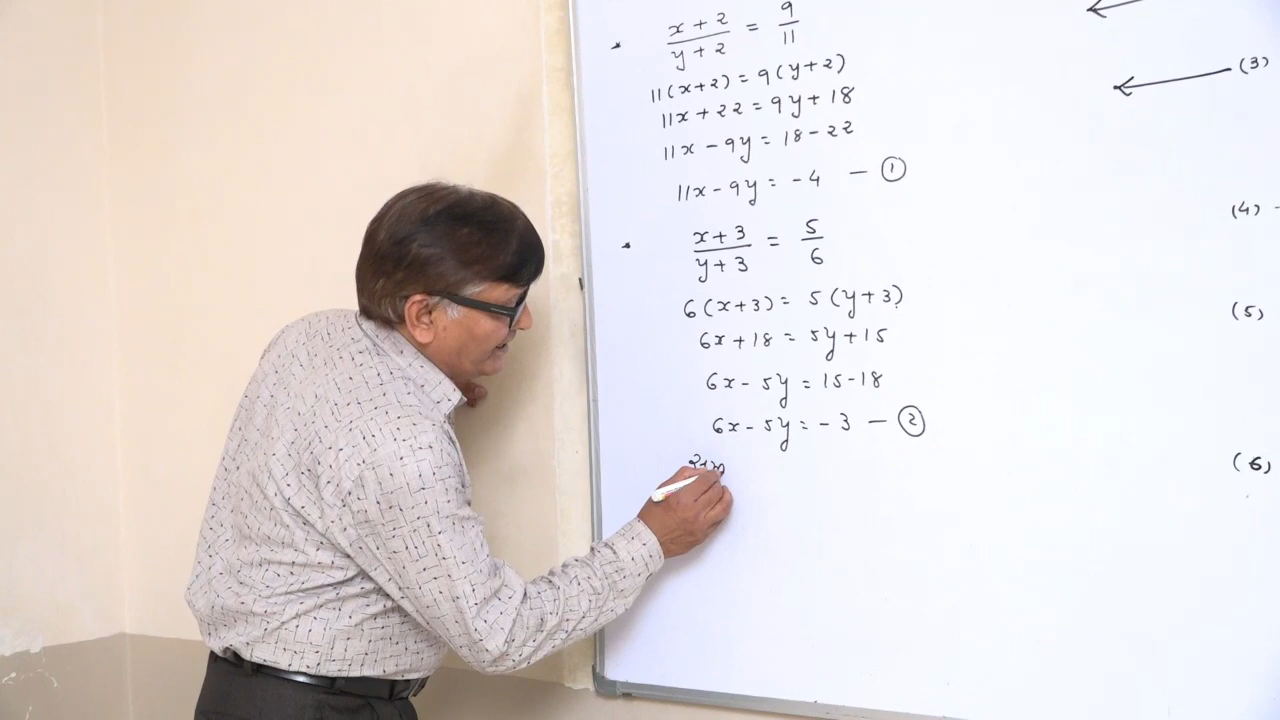 x + 2 / y + 2 = 9 / 11
11(x+2) = 9(y+2)
11x + 22 = 9y + 18
11x - 9y = 18 - 22
11x - 9y = -4 — ①
x + 3 / y + 3 = 5 / 6
6(x+3) = 5(y+3)
6x + 18 = 5y + 15
6x - 5y = 15 - 18
6x - 5y = -3 — ②
(3)
(4) -
(5)
(6)